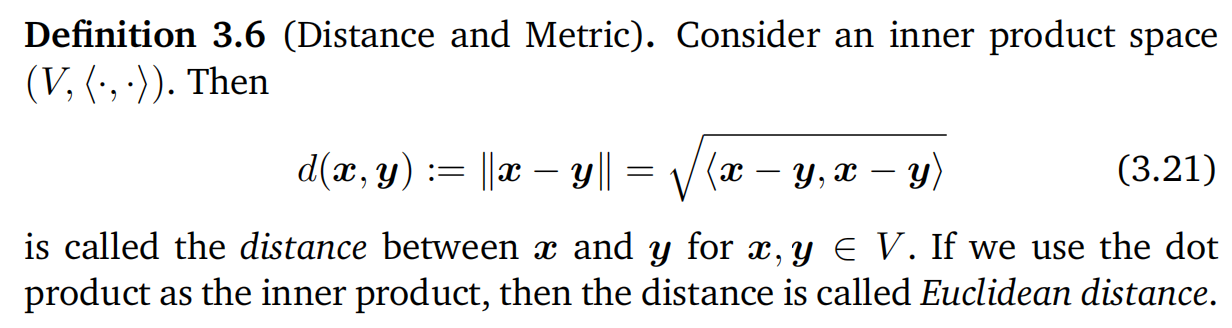 Definition 3.6 (Distance and Metric). Consider an inner product space
(V, ⟨·, ·⟩). Then
d(x, y) := ‖x − y‖ = √⟨x − y, x − y⟩ (3.21)
is called the distance between x and y for x, y ∈ V. If we use the dot
product as the inner product, then the distance is called Euclidean distance.